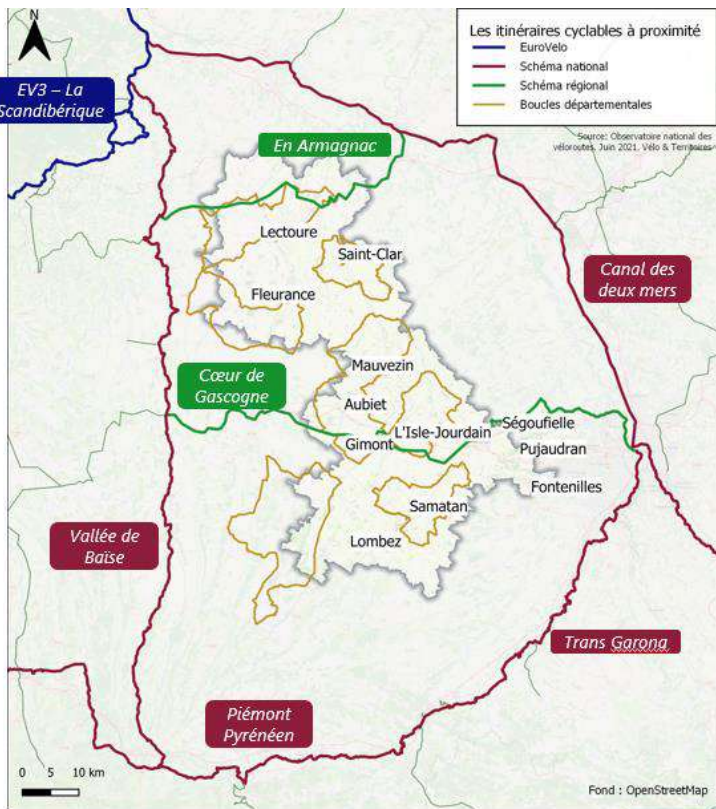 N
Les itinéraires cyclables à proximité
EuroVelo
Schéma national
Schéma régional
Boucles départementales
Source: Observatoire national des
véloroutes, Juin 2021, Vélo & Territoires
EV3 – La
Scandibérique
En Armagnac
Lectoure
Saint-Clar
Canal des
deux mers
Fleurance
Mauvezin
Cœur de
Gascogne
Aubiet
Ségoufielle
L'Isle-Jourdain
Gimont
Pujaudran
Fontenilles
Samatan
Vallée de
Baïse
Lombez
Trans Garona
Piémont
Pyrénéen
0 5 10 km
Fond : OpenStreetMap